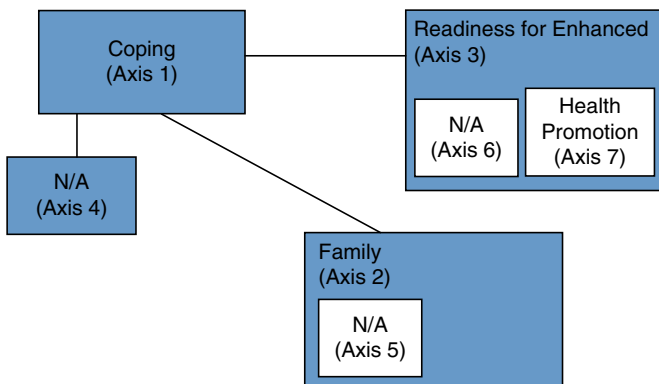 Coping
(Axis 1)
Readiness for Enhanced
(Axis 3)
N/A
(Axis 6)
Health
Promotion
(Axis 7)
N/A
(Axis 4)
Family
(Axis 2)
N/A
(Axis 5)